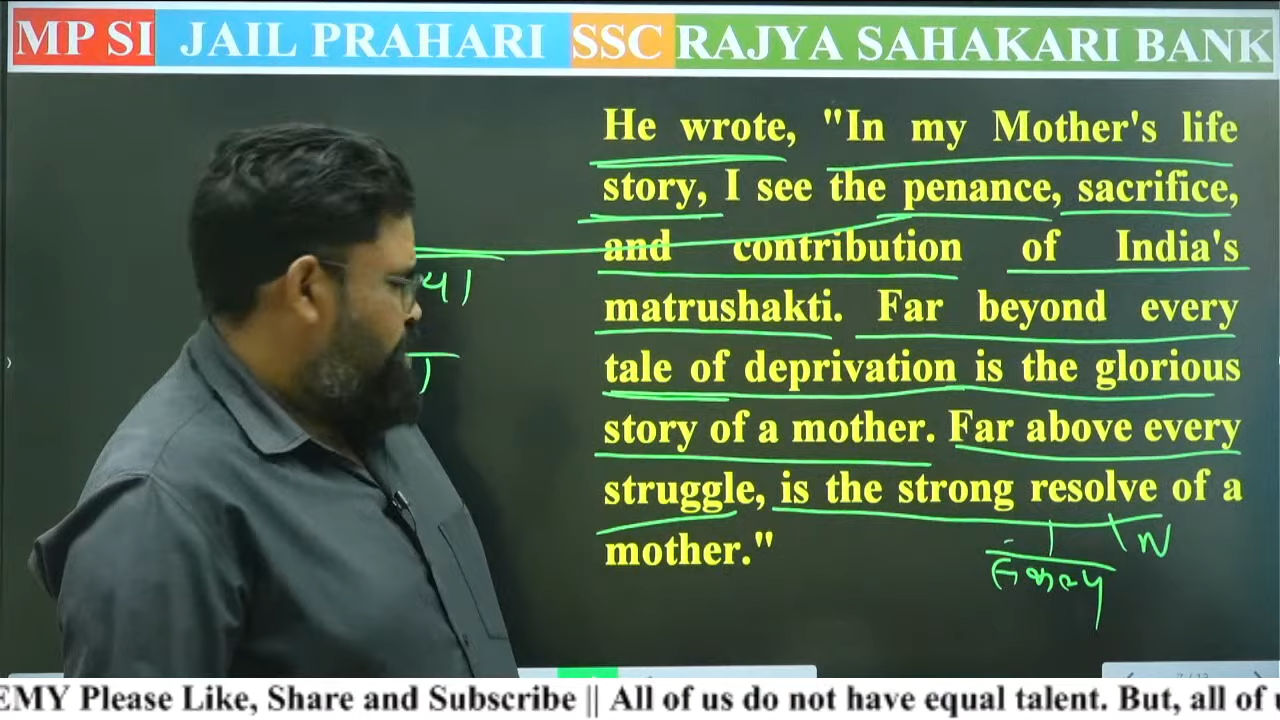 MP SI JAIL PRAHARI SSC RAJYA SAHAKARI BANK
He wrote, "In my Mother's life
story, I see the penance, sacrifice,
and contribution of India's
matrushakti. Far beyond every
tale of deprivation is the glorious
story of a mother. Far above every
struggle, is the strong resolve of a
mother."
N
EMY Please Like, Share and Subscribe || All of us do not have equal talent. But, all of